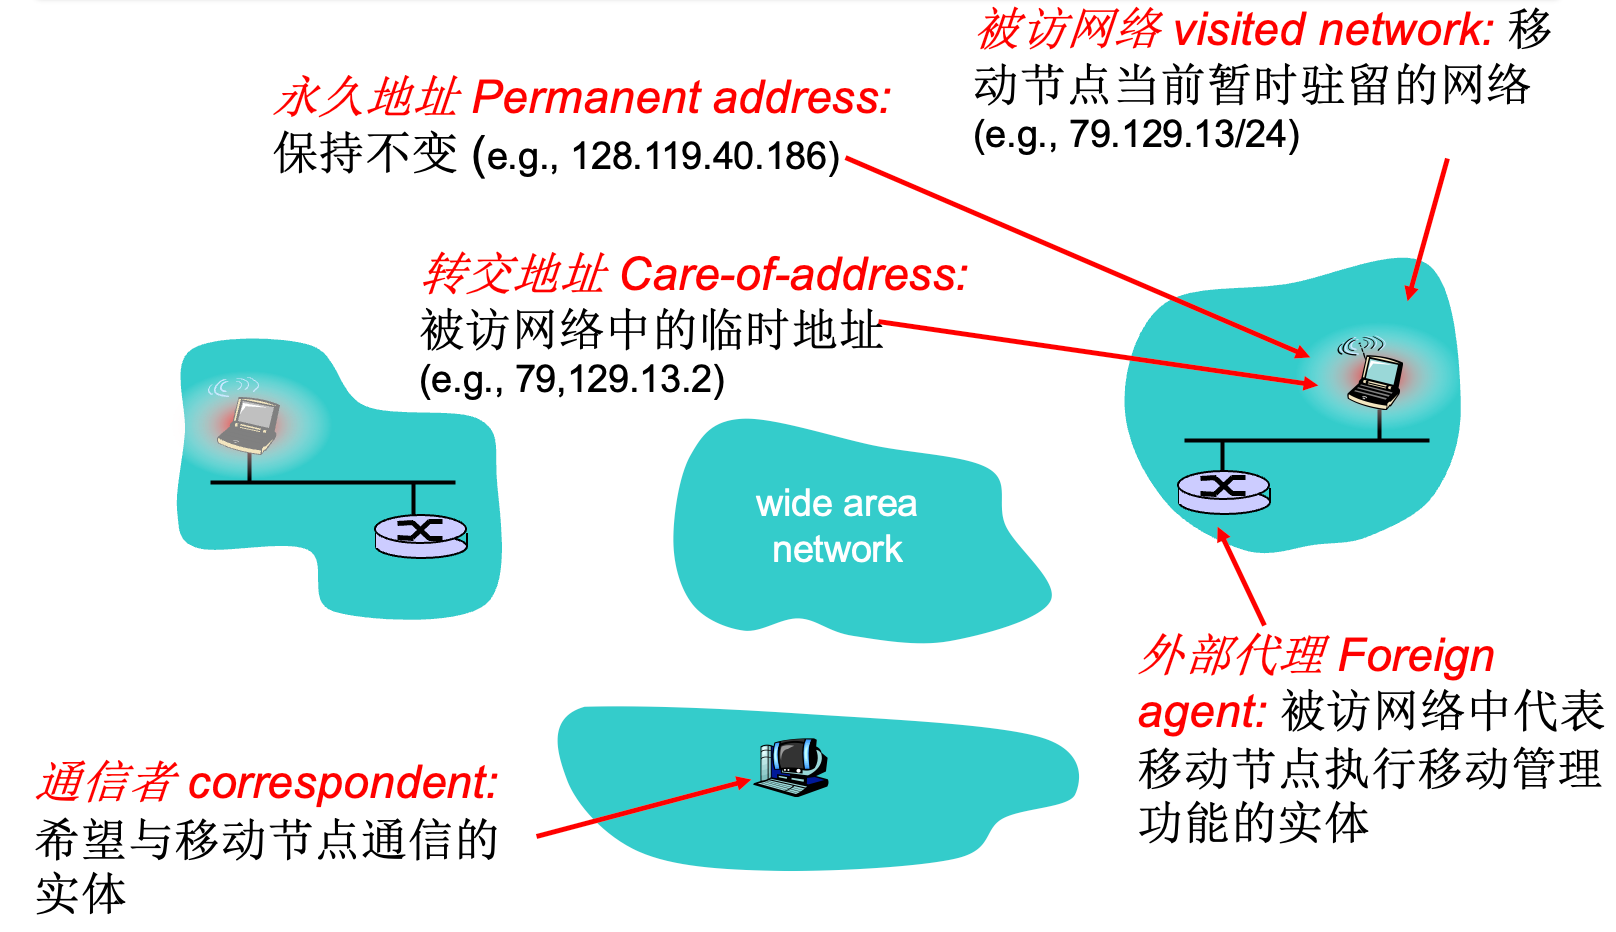 被访网络 visited network: 移
动节点当前暂时驻留的网络
(e.g., 79.129.13/24)
永久地址 Permanent address:
保持不变 (e.g., 128.119.40.186)
转交地址 Care-of-address:
被访网络中的临时地址
(e.g., 79,129.13.2)
wide area
network
外部代理 Foreign
agent: 被访网络中代表
移动节点执行移动管理
功能的实体
通信者 correspondent:
希望与移动节点通信的
实体